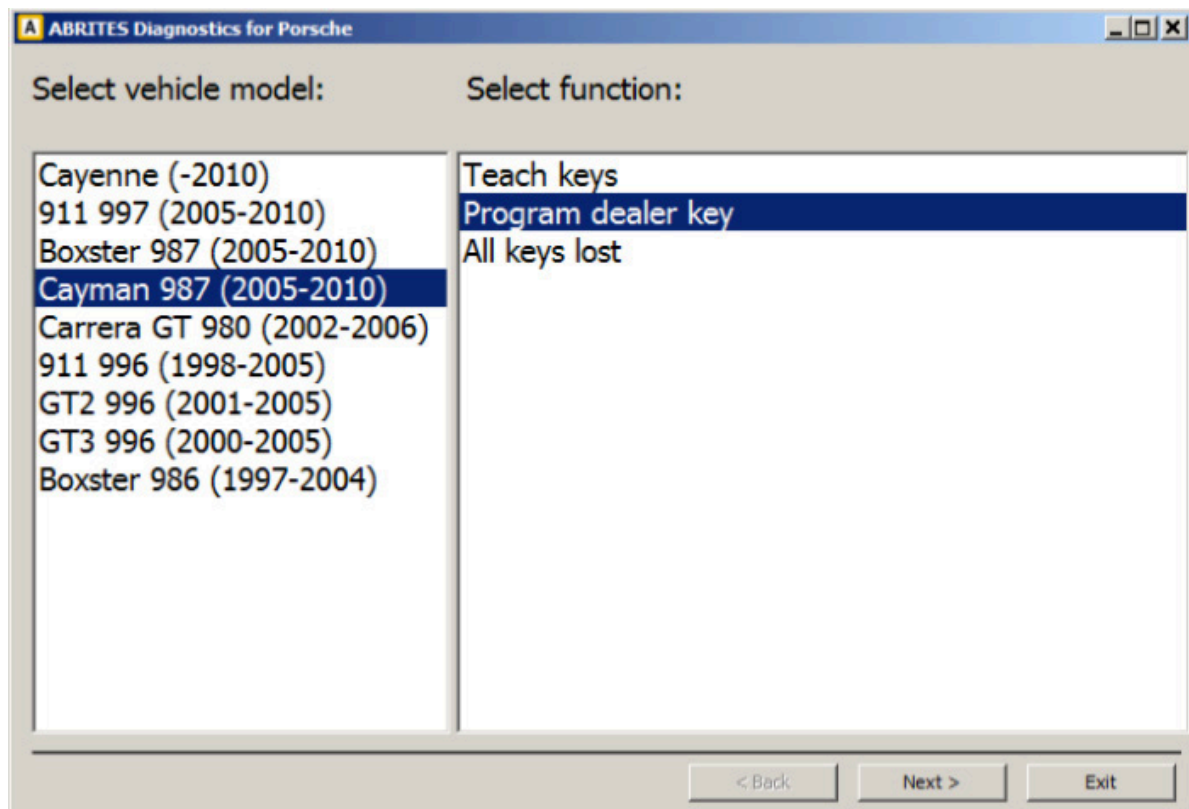 A ABRITES Diagnostics for Porsche
Select vehicle model:
Select function:
Cayenne (-2010)
911 997 (2005-2010)
Boxster 987 (2005-2010)
Cayman 987 (2005-2010)
Carrera GT 980 (2002-2006)
911 996 (1998-2005)
GT2 996 (2001-2005)
GT3 996 (2000-2005)
Boxster 986 (1997-2004)
Teach keys
Program dealer key
All keys lost
< Back
Next >
Exit